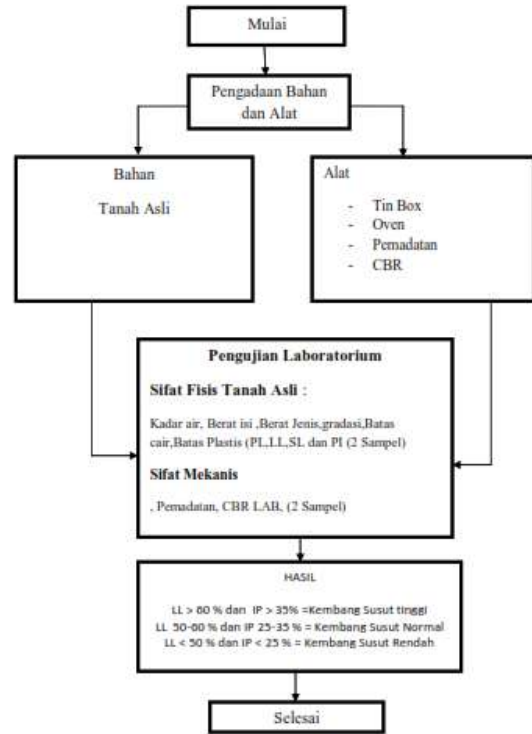 Mulai
Pengadaan Bahan
dan Alat
Bahan
Tanah Asli
Alat
- Tin Box
- Oven
- Pemadatan
- CBR
Pengujian Laboratorium
Sifat Fisis Tanah Asli :
Kadar air, Berat isi ,Berat Jenis,gradasi,Batas
cair,Batas Plastis (PL,LL,SL dan PI (2 Sampel)
Sifat Mekanis
, Pemadatan, CBR LAB, (2 Sampel)
HASIL
LL > 60 % dan IP > 35% =Kembang Susut tinggi
LL 50-60 % dan IP 25-35 % = Kembang Susut Normal
LL < 50 % dan IP < 25 % = Kembang Susut Rendah
Selesai